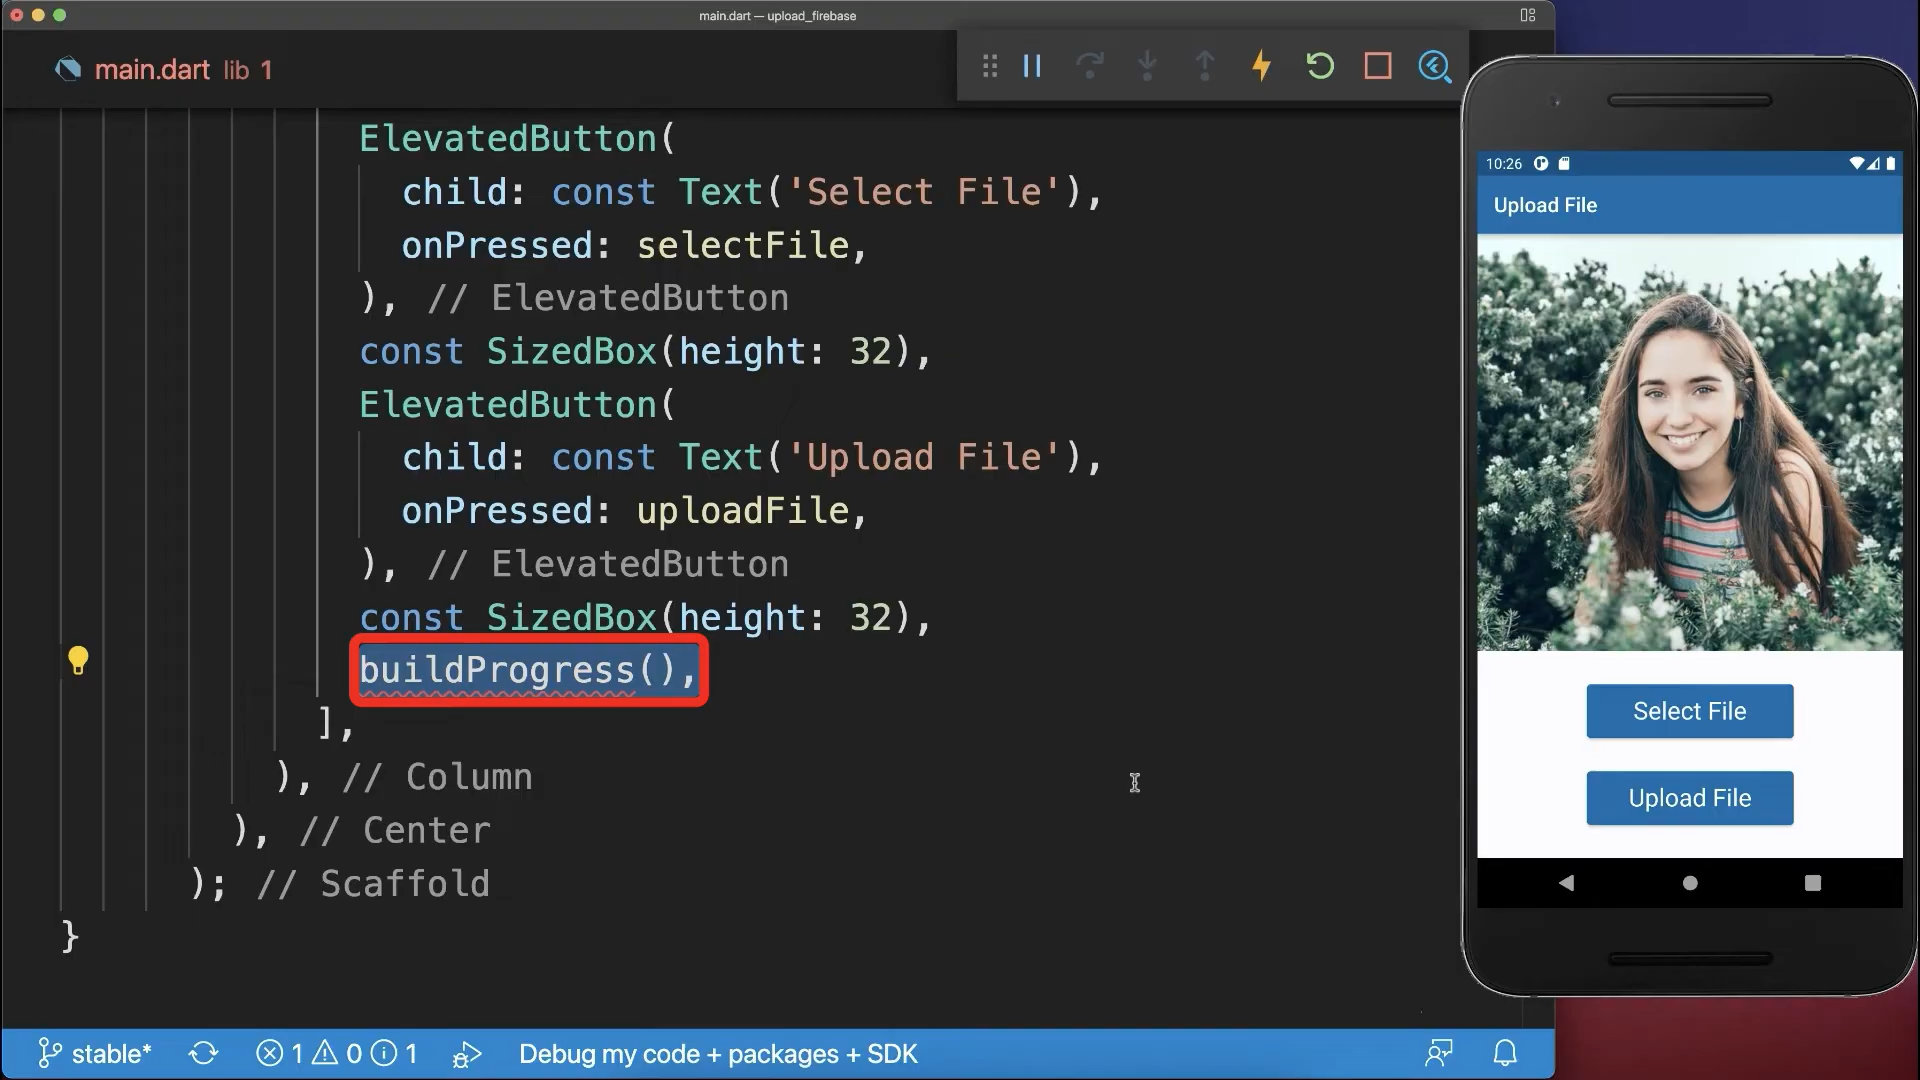 main.dart — upload_firebase
main.dart lib 1
ElevatedButton(
child: const Text('Select File'),
onPressed: selectFile,
), // ElevatedButton
const SizedBox(height: 32),
ElevatedButton(
child: const Text('Upload File'),
onPressed: uploadFile,
), // ElevatedButton
const SizedBox(height: 32),
buildProgress(),
],
), // Column
), // Center
); // Scaffold
}
stable*
1 0 1
Debug my code + packages + SDK
10:26
Upload File
Select File
Upload File